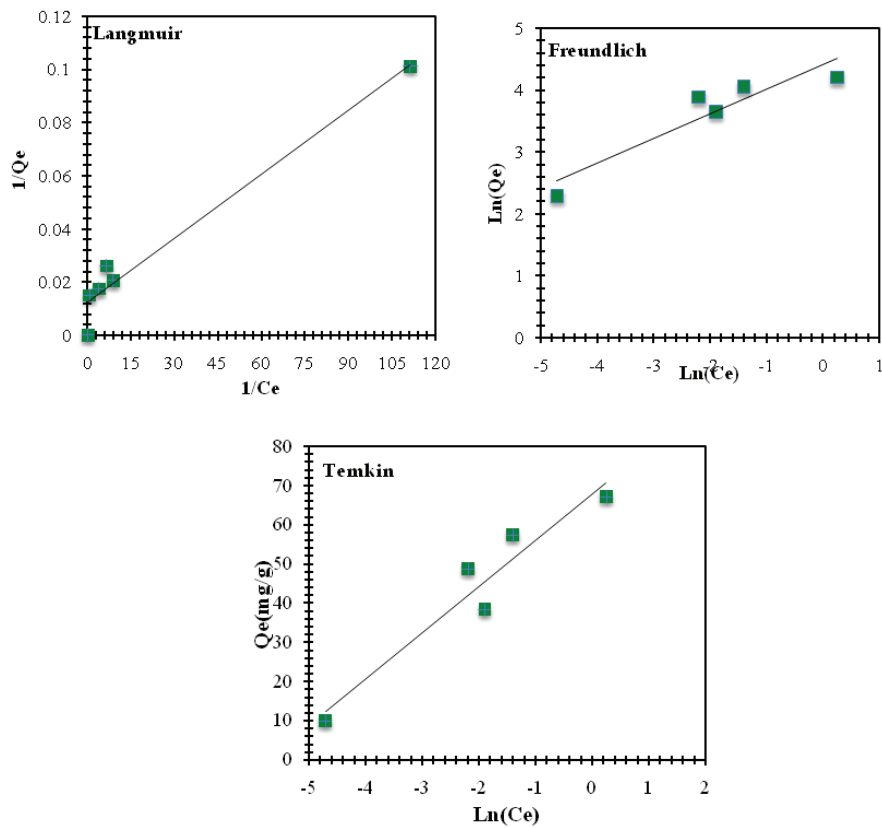 Langmuir
0.12
0.1
0.08
0.06
0.04
0.02
0
1/Qe
0 15 30 45 60 75 90 105 120
1/Ce
Freundlich
5
4
3
2
1
0
Ln(Qe)
-5 -4 -3 -2 -1 0 1
Ln(Ce)
Temkin
80
70
60
50
40
30
20
10
0
Qe(mg/g)
-5 -4 -3 -2 -1 0 1 2
Ln(Ce)